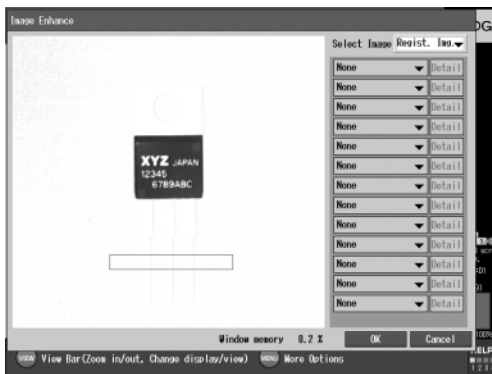 Image Enhance
Select Image Regist. Img.
None Detail
None Detail
None Detail
None Detail
None Detail
None Detail
None Detail
None Detail
None Detail
None Detail
None Detail
None Detail
None Detail
XYZ JAPAN
12345
6789ABC
Window memory 0.2 %
OK Cancel
VIEW View Bar(Zoom in/out, Change display/view) MENU More Options